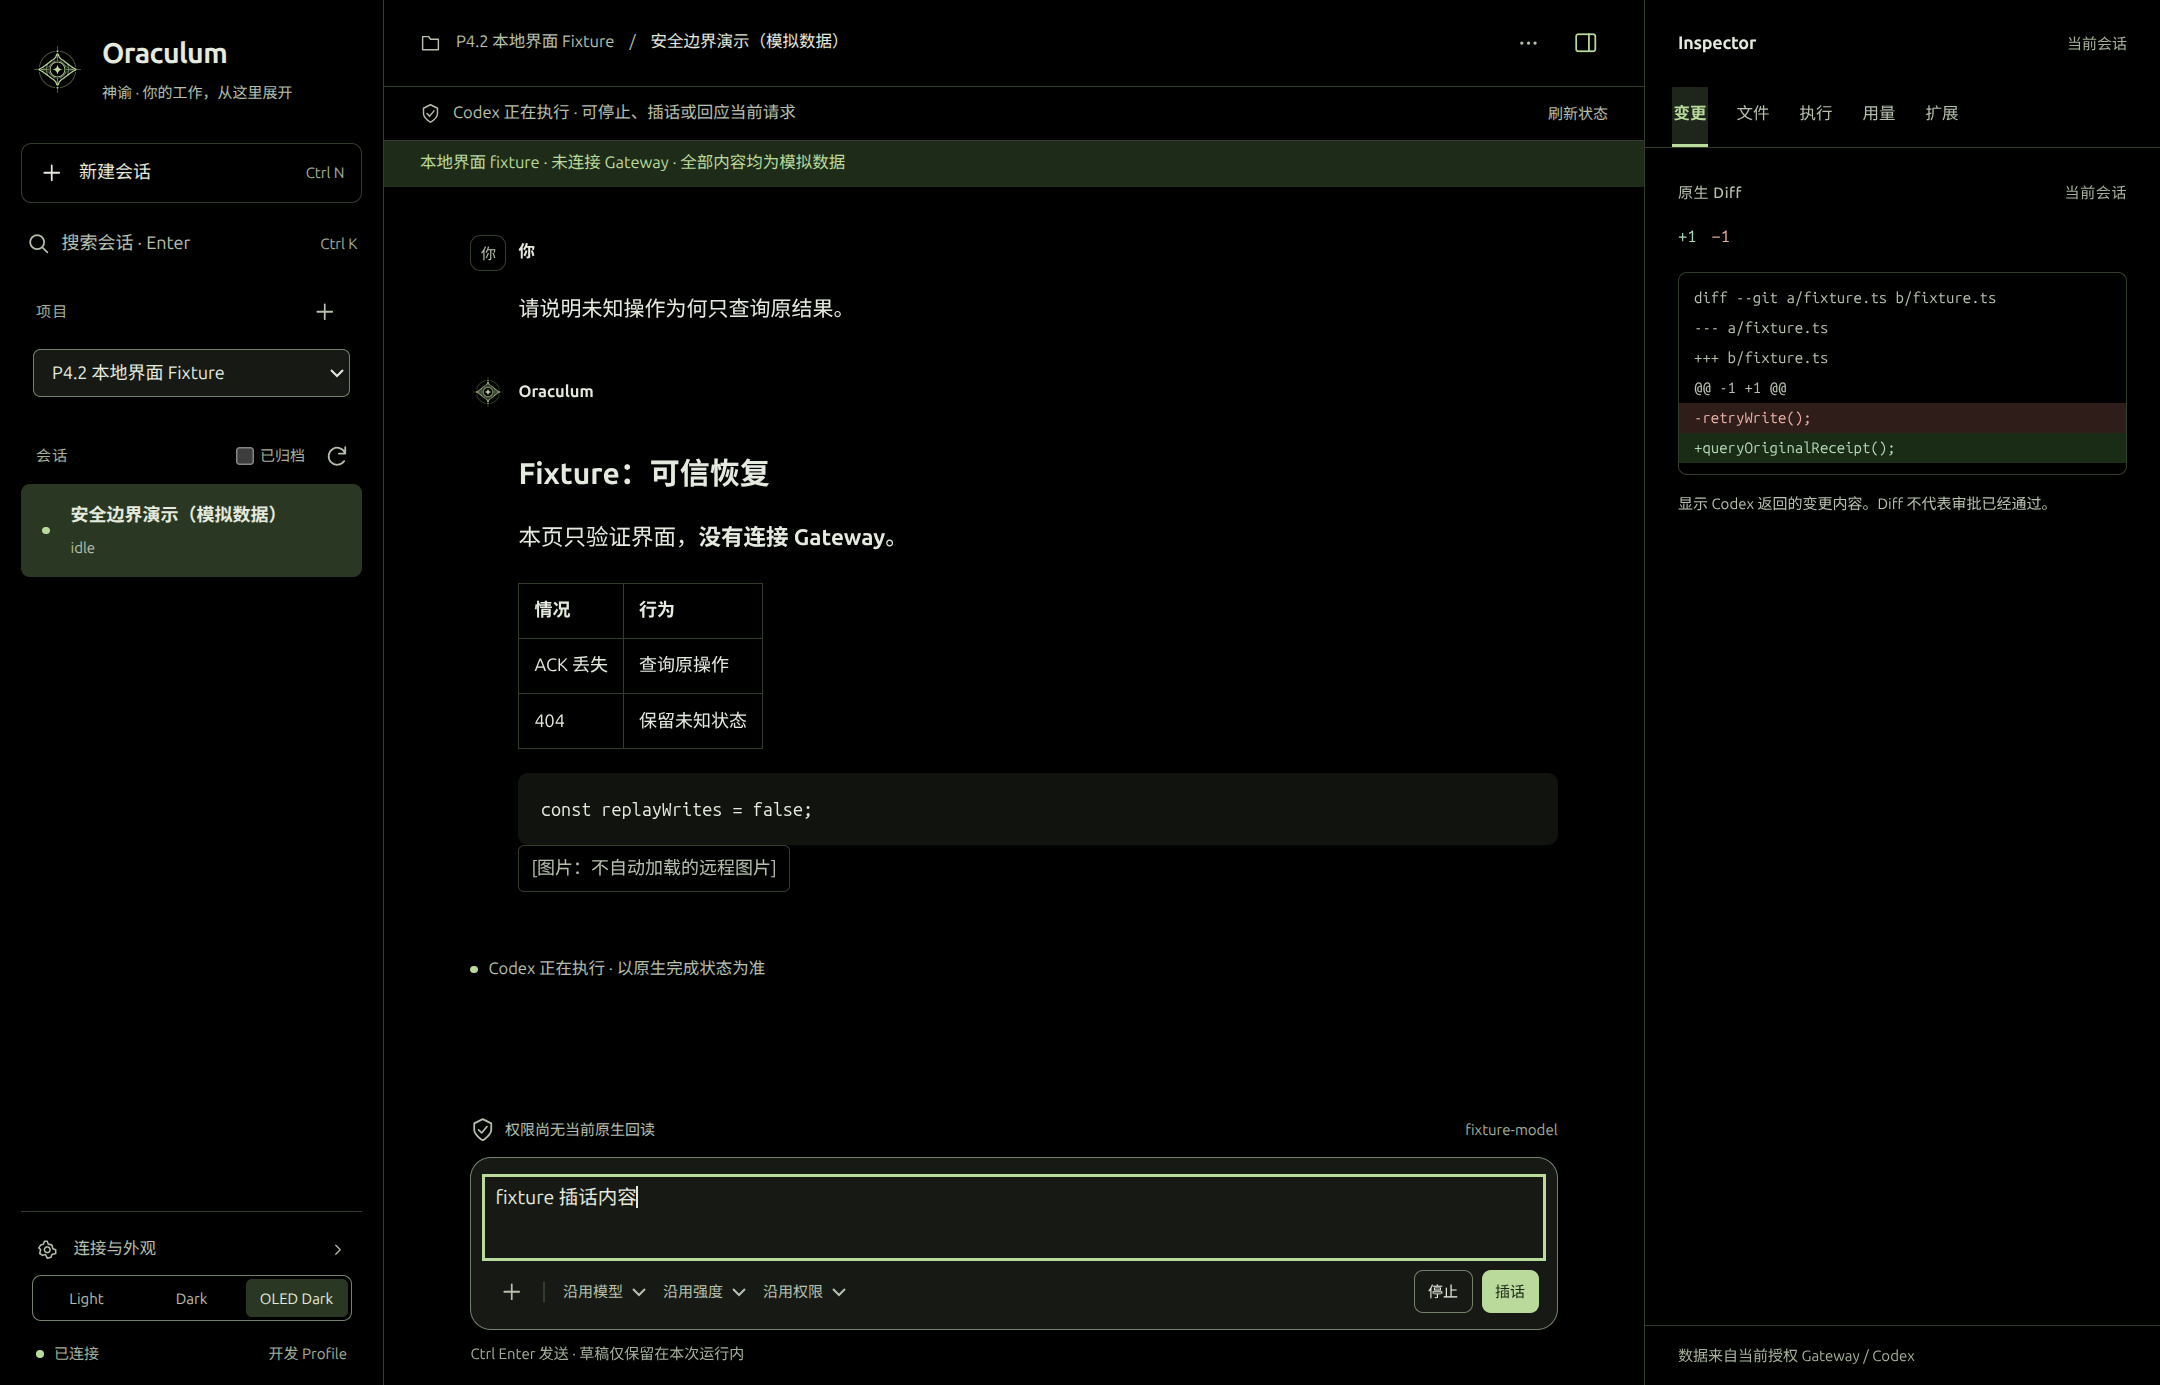 Oraculum
神谕 · 你的工作，从这里展开
新建会话 Ctrl N
搜索会话 · Enter Ctrl K
项目
P4.2 本地界面 Fixture
会话 已归档
安全边界演示（模拟数据）
idle
连接与外观
Light Dark OLED Dark
已连接 开发 Profile
P4.2 本地界面 Fixture / 安全边界演示（模拟数据）
Codex 正在执行 · 可停止、插话或回应当前请求 刷新状态
本地界面 fixture · 未连接 Gateway · 全部内容均为模拟数据
你 你
请说明未知操作为何只查询原结果。
Oraculum
Fixture：可信恢复
本页只验证界面，没有连接 Gateway。
情况 行为
ACK 丢失 查询原操作
404 保留未知状态
const replayWrites = false;
[图片：不自动加载的远程图片]
Codex 正在执行 · 以原生完成状态为准
权限尚无当前原生回读 fixture-model
fixture 插话内容
沿用模型 沿用强度 沿用权限 停止 插话
Ctrl Enter 发送 · 草稿仅保留在本次运行内
Inspector 当前会话
变更 文件 执行 用量 扩展
原生 Diff 当前会话
+1 −1
diff --git a/fixture.ts b/fixture.ts
--- a/fixture.ts
+++ b/fixture.ts
@@ -1 +1 @@
-retryWrite();
+queryOriginalReceipt();
显示 Codex 返回的变更内容。Diff 不代表审批已经通过。
数据来自当前授权 Gateway / Codex